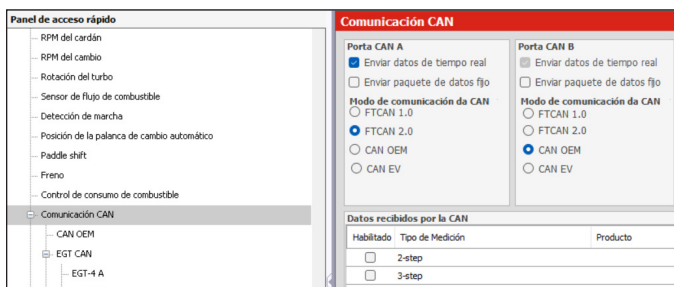 Panel de acceso rápido
RPM del cardán
RPM del cambio
Rotación del turbo
Sensor de flujo de combustible
Detección de marcha
Posición de la palanca de cambio automático
Paddle shift
Freno
Control de consumo de combustible
Comunicación CAN
CAN OEM
EGT CAN
EGT-4 A
Comunicación CAN
Porta CAN A
Enviar datos de tiempo real
Enviar paquete de datos fijo
Modo de comunicación da CAN
FTCAN 1.0
FTCAN 2.0
CAN OEM
CAN EV
Porta CAN B
Enviar datos de tiempo real
Enviar paquete de datos fijo
Modo de comunicación da CAN
FTCAN 1.0
FTCAN 2.0
CAN OEM
CAN EV
Datos recibidos por la CAN
Habilitado Tipo de Medición Producto
2-step
3-step